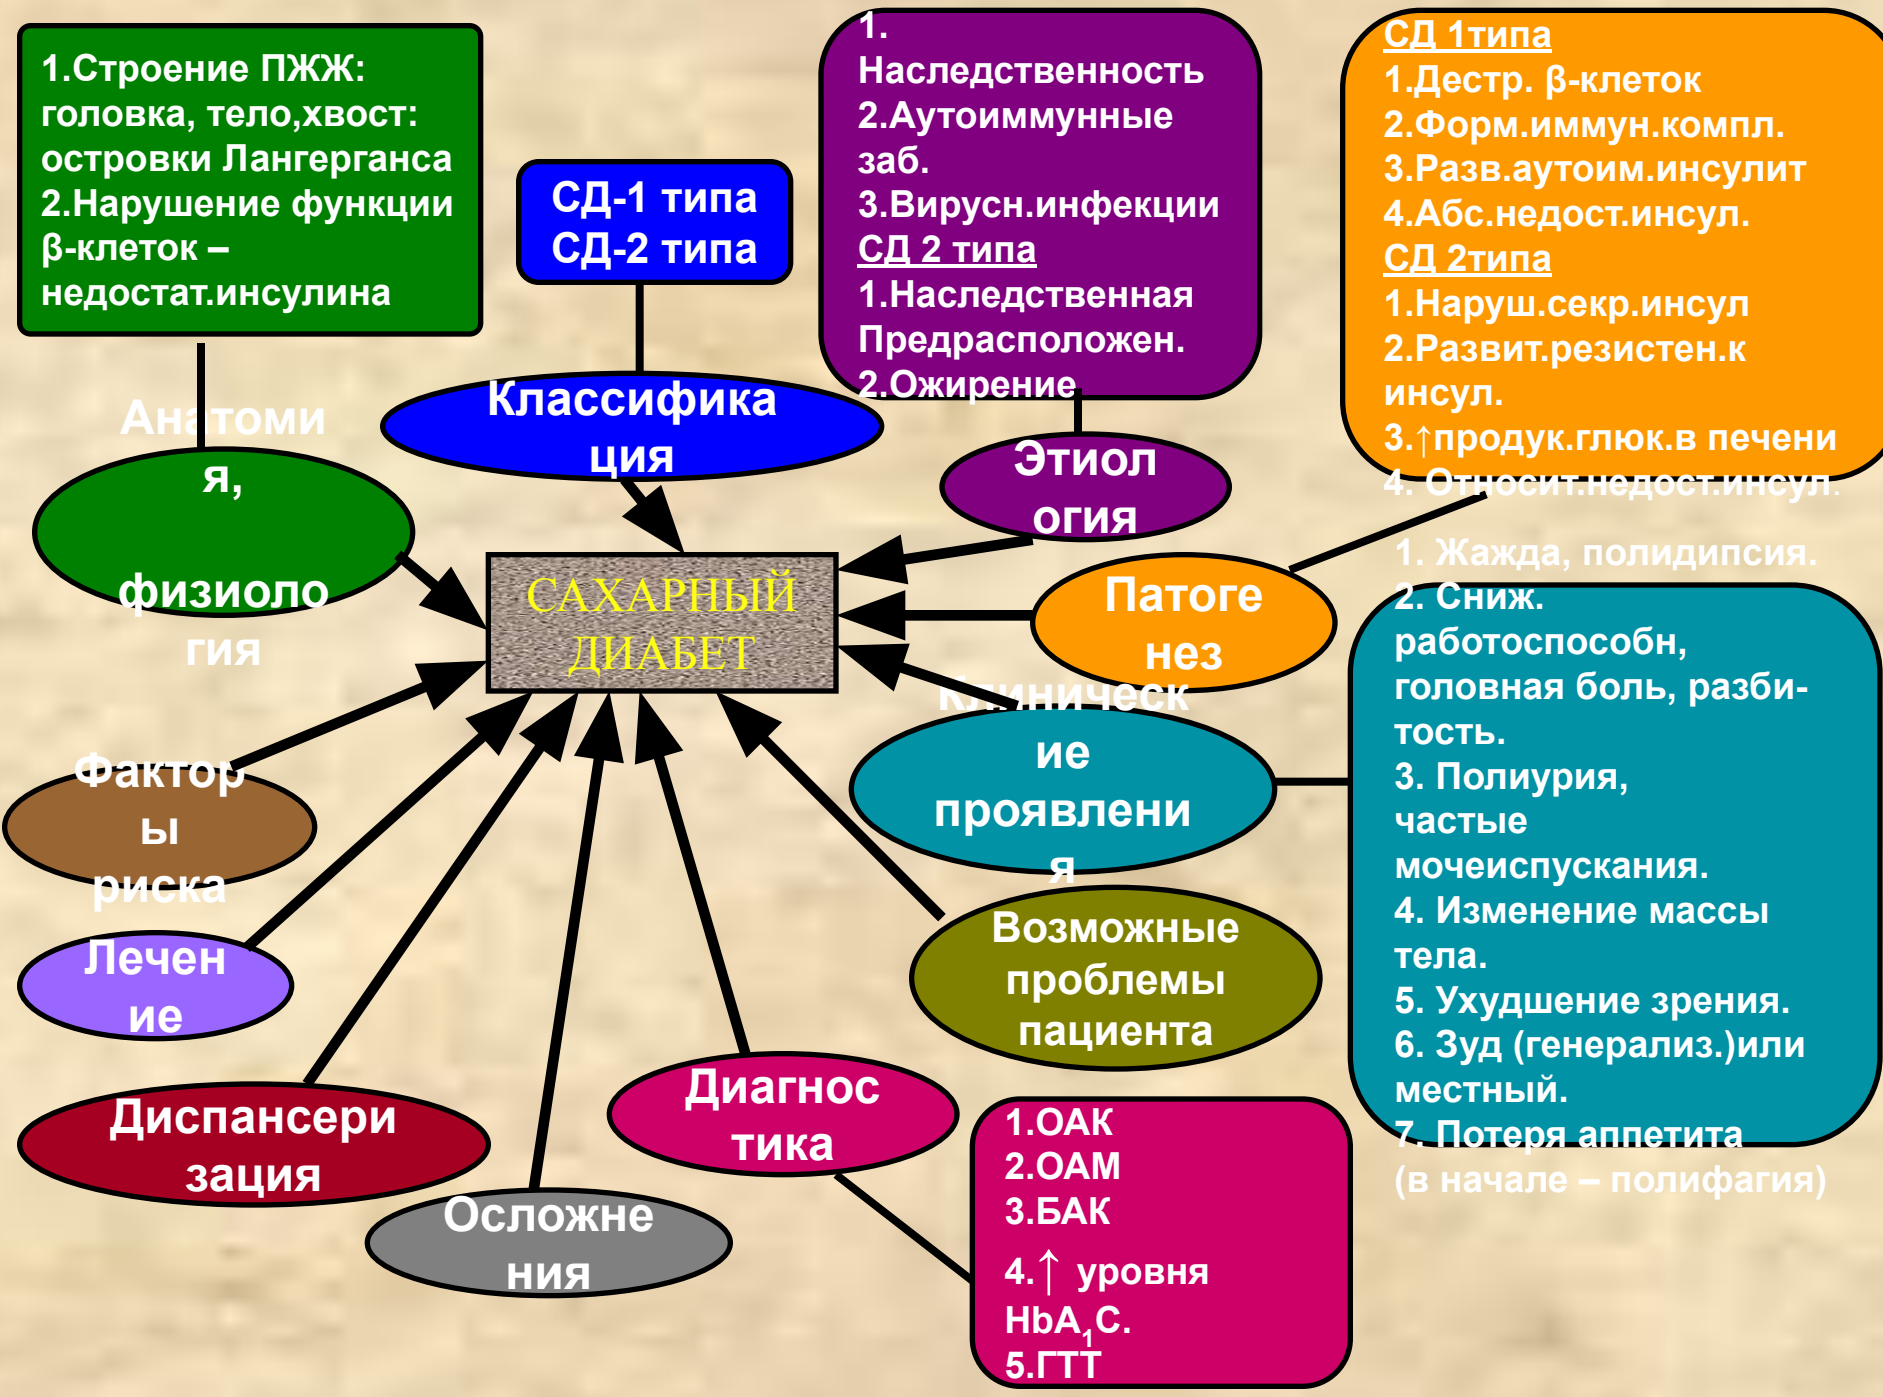 1.Строение ПЖЖ:
головка, тело,хвост:
островки Лангерганса
2.Нарушение функции
β-клеток –
недостат.инсулина
СД-1 типа
СД-2 типа
1.
Наследственность
2.Аутоиммунные
заб.
3.Вирусн.инфекции
СД 2 типа
1.Наследственная
Предрасположен.
2.Ожирение
СД 1типа
1.Дестр. β-клеток
2.Форм.иммун.компл.
3.Разв.аутоим.инсулит
4.Абс.недост.инсул.
СД 2типа
1.Наруш.секр.инсул
2.Развит.резистен.к
инсул.
3.↑продук.глюк.в печени
4. Относит.недост.инсул.
Анатоми
я,
физиоло
гия
Классифика
ция
Этиол
огия
САХАРНЫЙ
ДИАБЕТ
Патоге
нез
Клиническ
ие
проявлени
я
1. Жажда, полидипсия.
2. Сниж.
работоспособн,
головная боль, разби-
тость.
3. Полиурия,
частые
мочеиспускания.
4. Изменение массы
тела.
5. Ухудшение зрения.
6. Зуд (генерализ.)или
местный.
7. Потеря аппетита
(в начале – полифагия)
Фактор
ы
риска
Лечен
ие
Возможные
проблемы
пациента
Диспансери
зация
Осложне
ния
Диагнос
тика
1.ОАК
2.ОАМ
3.БАК
4.↑ уровня
HbA₁C.
5.ГТТ